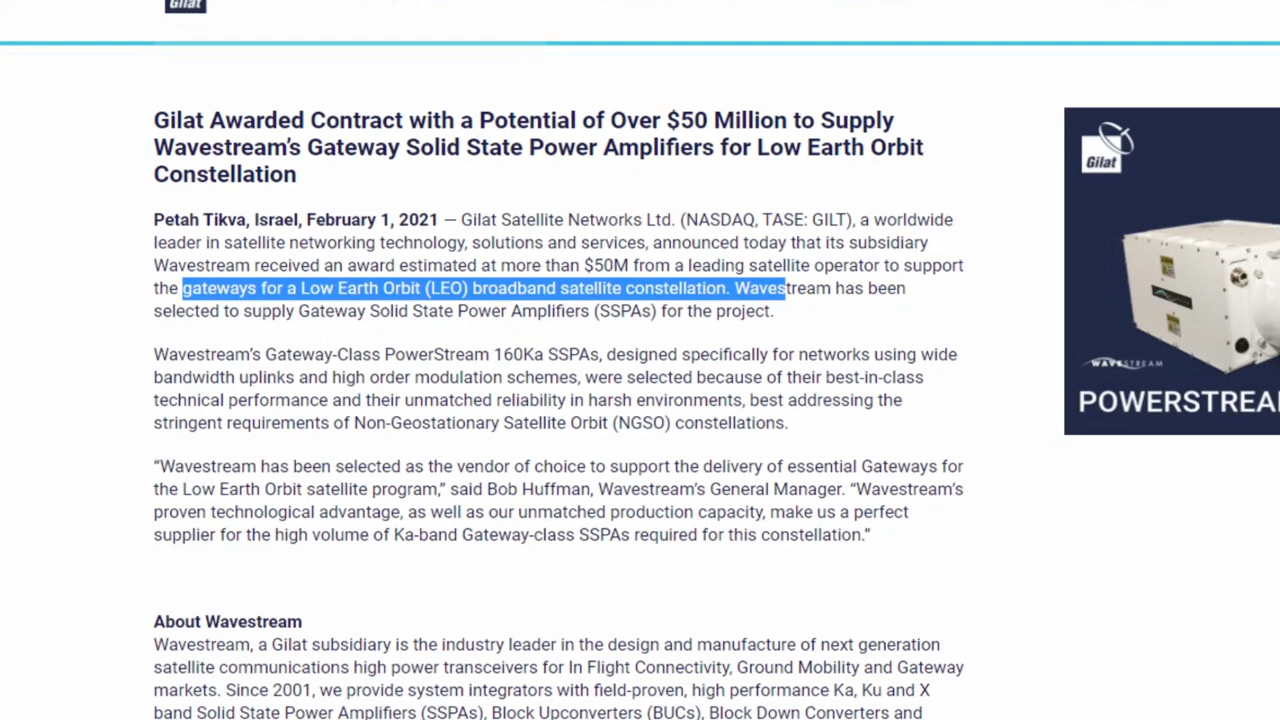 Gilat
Gilat Awarded Contract with a Potential of Over $50 Million to Supply
Wavestream’s Gateway Solid State Power Amplifiers for Low Earth Orbit
Constellation
Petah Tikva, Israel, February 1, 2021 — Gilat Satellite Networks Ltd. (NASDAQ, TASE: GILT), a worldwide
leader in satellite networking technology, solutions and services, announced today that its subsidiary
Wavestream received an award estimated at more than $50M from a leading satellite operator to support
the gateways for a Low Earth Orbit (LEO) broadband satellite constellation. Wavestream has been
selected to supply Gateway Solid State Power Amplifiers (SSPAs) for the project.
Wavestream’s Gateway-Class PowerStream 160Ka SSPAs, designed specifically for networks using wide
bandwidth uplinks and high order modulation schemes, were selected because of their best-in-class
technical performance and their unmatched reliability in harsh environments, best addressing the
stringent requirements of Non-Geostationary Satellite Orbit (NGSO) constellations.
“Wavestream has been selected as the vendor of choice to support the delivery of essential Gateways for
the Low Earth Orbit satellite program,” said Bob Huffman, Wavestream’s General Manager. “Wavestream’s
proven technological advantage, as well as our unmatched production capacity, make us a perfect
supplier for the high volume of Ka-band Gateway-class SSPAs required for this constellation.”
About Wavestream
Wavestream, a Gilat subsidiary is the industry leader in the design and manufacture of next generation
satellite communications high power transceivers for In Flight Connectivity, Ground Mobility and Gateway
markets. Since 2001, we provide system integrators with field-proven, high performance Ka, Ku and X
band Solid State Power Amplifiers (SSPAs), Block Upconverters (BUCs), Block Down Converters and
Gilat
WAVESTREAM
POWERSTREA